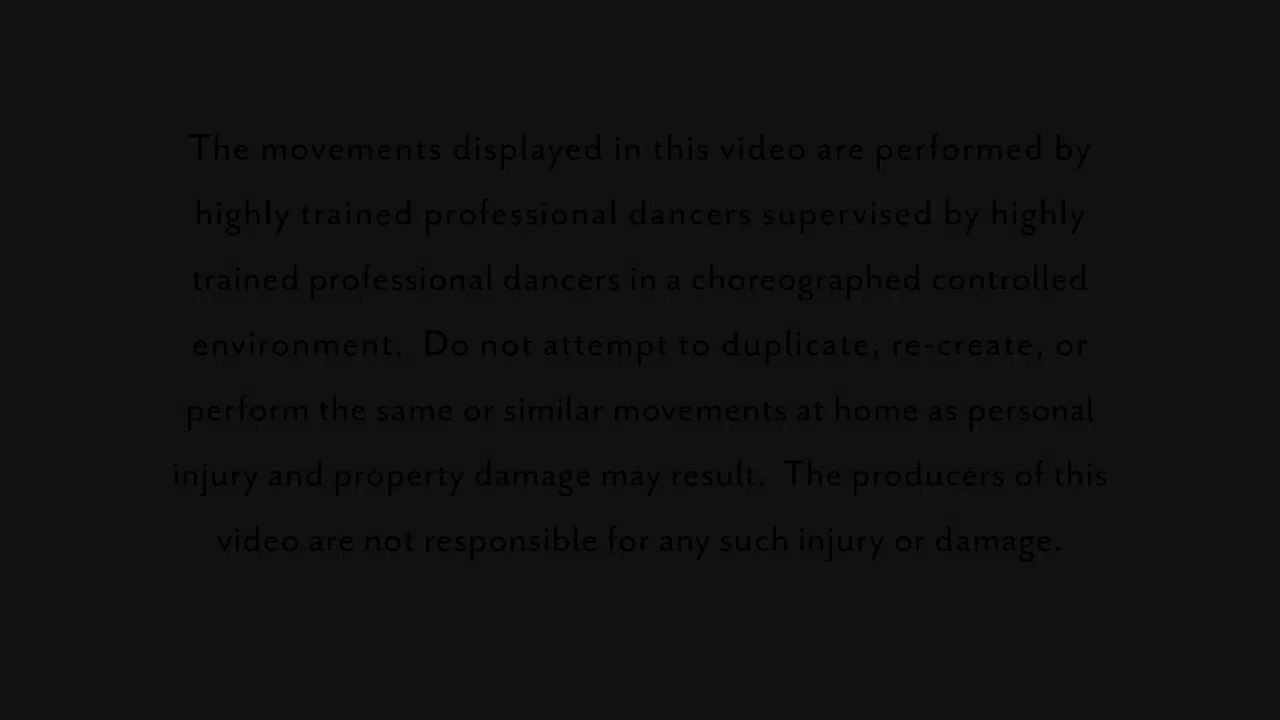 The movements displayed in this video are performed by
highly trained professional dancers supervised by highly
trained professional dancers in a choreographed controlled
environment.  Do not attempt to duplicate, re-create, or
perform the same or similar movements at home as personal
injury and property damage may result.  The producers of this
video are not responsible for any such injury or damage.